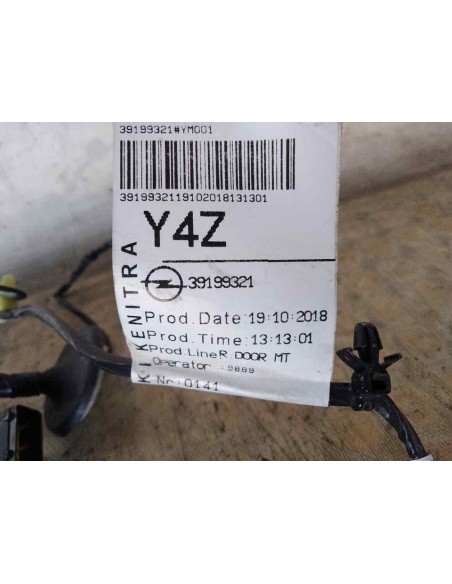 39199321#YM001
3919932119102018131301
Y4Z
39199321
Prod.Date:19:10:2018
Prod.Time:13:13:01
Prod.LineR DOOR MT
Operator
Nr:0141
KENITRA